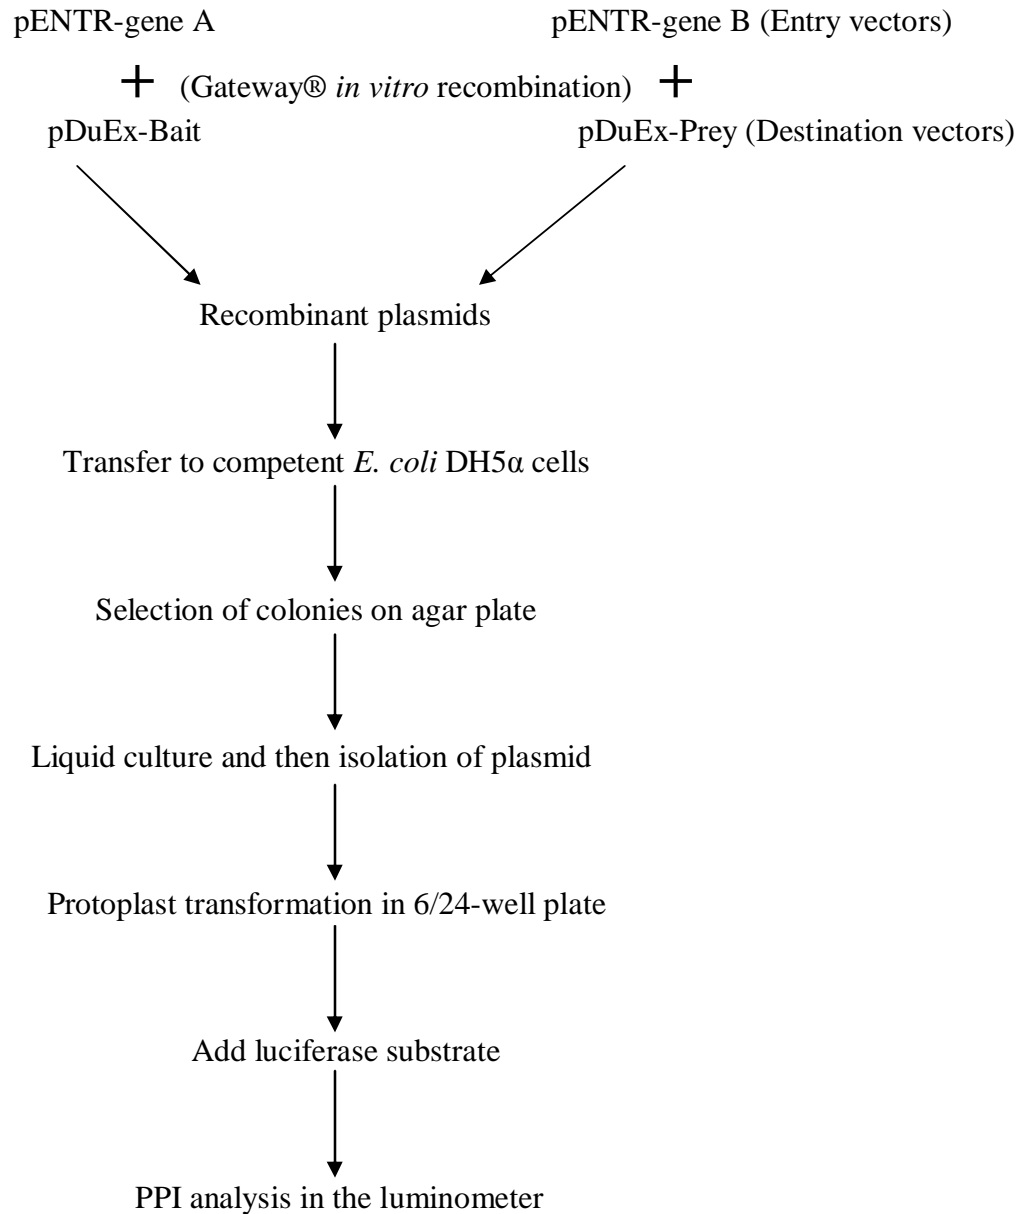 pENTR-gene A pENTR-gene B (Entry vectors)
+ (Gateway® in vitro recombination) +
pDuEx-Bait pDuEx-Prey (Destination vectors)
Recombinant plasmids
Transfer to competent E. coli DH5α cells
Selection of colonies on agar plate
Liquid culture and then isolation of plasmid
Protoplast transformation in 6/24-well plate
Add luciferase substrate
PPI analysis in the luminometer